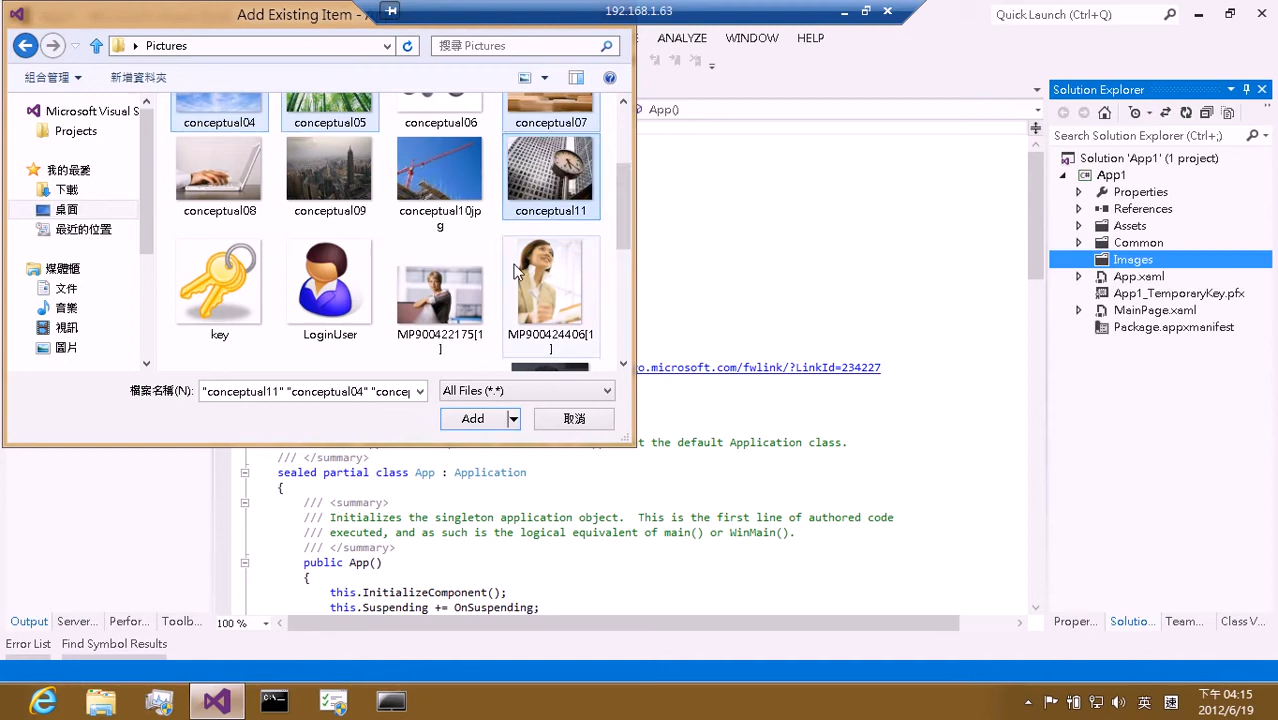 Add Existing Item - A
192.168.1.63
Quick Launch (Ctrl+Q)
Pictures
搜尋 Pictures
ANALYZE
WINDOW
HELP
組合管理
新增資料夾
Microsoft Visual S
Projects
我的最愛
下載
桌面
最近的位置
媒體櫃
文件
音樂
視訊
圖片
conceptual04
conceptual05
conceptual06
conceptual07
conceptual08
conceptual09
conceptual10jp
g
conceptual11
key
LoginUser
MP900422175[1
]
MP900424406[1
]
檔案名稱(N):
"conceptual11" "conceptual04" "concep
All Files (*.*)
Add
取消
App()
Solution Explorer
Search Solution Explorer (Ctrl+;)
Solution 'App1' (1 project)
App1
Properties
References
Assets
Common
Images
App.xaml
App1_TemporaryKey.pfx
MainPage.xaml
Package.appxmanifest
o.microsoft.com/fwlink/?LinkId=234227
t the default Application class.
/// </summary>
sealed partial class App : Application
{
/// <summary>
/// Initializes the singleton application object.  This is the first line of authored code
/// executed, and as such is the logical equivalent of main() or WinMain().
/// </summary>
public App()
{
this.InitializeComponent();
this.Suspending += OnSuspending;
100 %
Output
Server...
Perfor...
Toolb...
Proper...
Solutio...
Team...
Class V...
Error List
Find Symbol Results
英
下午 04:15
2012/6/19